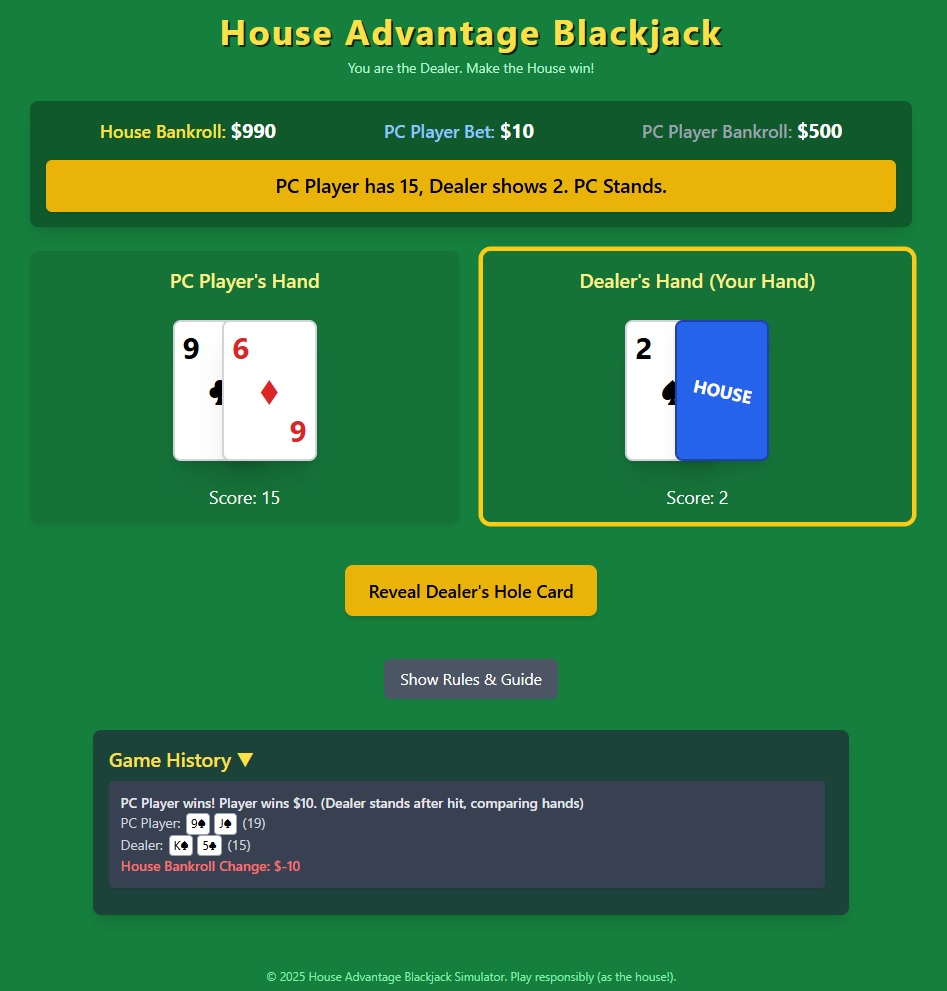 House Advantage Blackjack
You are the Dealer. Make the House win!
House Bankroll: $990 PC Player Bet: $10 PC Player Bankroll: $500
PC Player has 15, Dealer shows 2. PC Stands.
PC Player's Hand
9♣ 6♦ 6
Score: 15
Dealer's Hand (Your Hand)
2♠ HOUSE
Score: 2
Reveal Dealer's Hole Card
Show Rules & Guide
Game History ▼
PC Player wins! Player wins $10. (Dealer stands after hit, comparing hands)
PC Player: 9♠ J♠ (19)
Dealer: K♠ 5♠ (15)
House Bankroll Change: $-10
© 2025 House Advantage Blackjack Simulator. Play responsibly (as the house!).